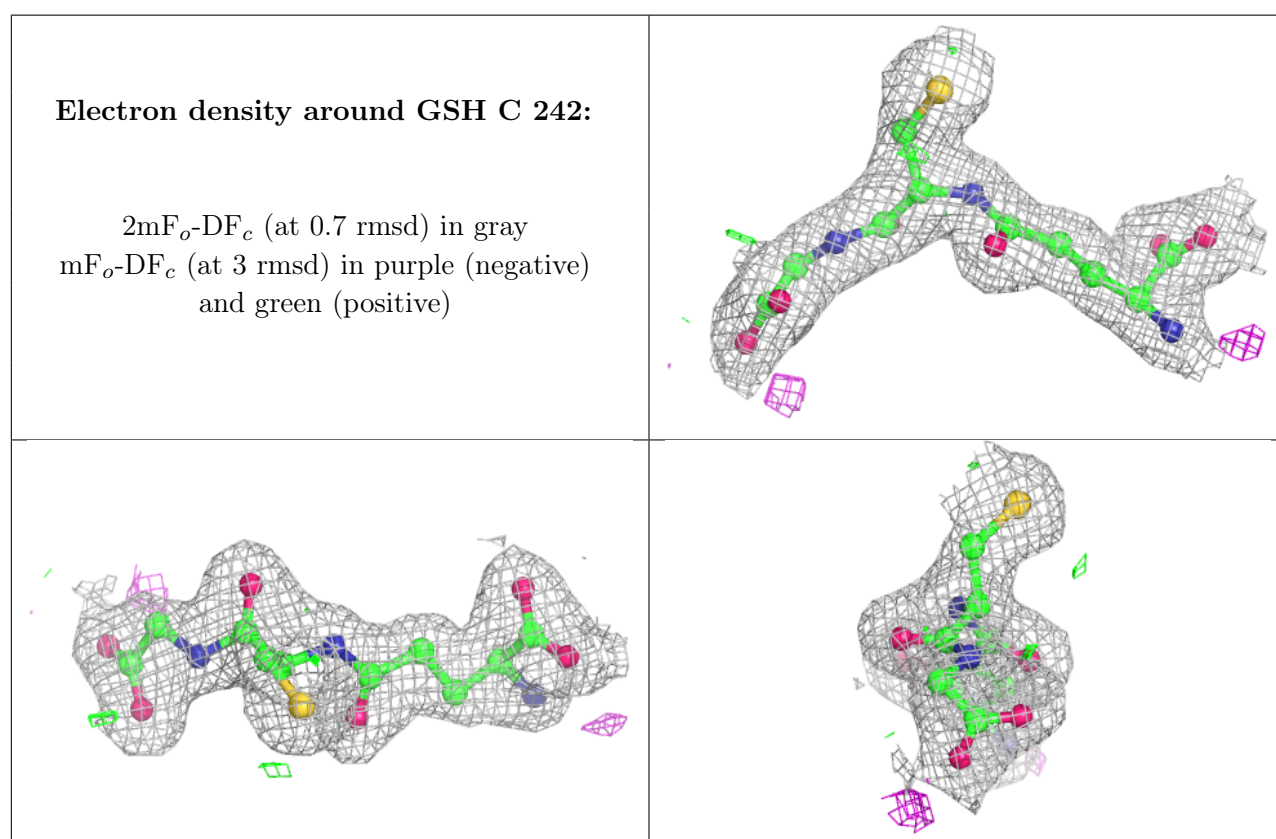 Electron density around GSH C 242:
2mFₒ-DF𝒸 (at 0.7 rmsd) in gray
mFₒ-DF𝒸 (at 3 rmsd) in purple (negative)
and green (positive)